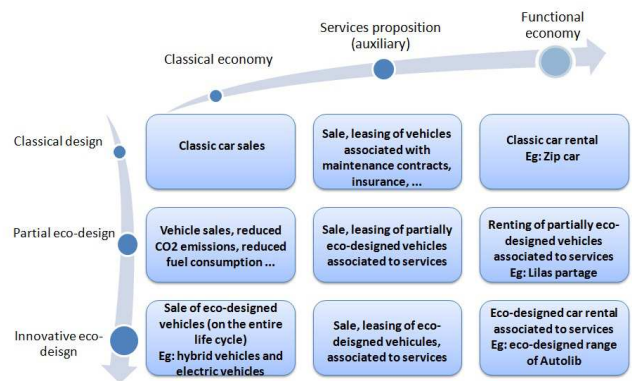 Functional
economy
Services proposition
(auxiliary)
Classical economy
Classical design
Classic car sales
Sale, leasing of vehicles
associated with
maintenance contracts,
insurance, ...
Classic car rental
Eg: Zip car
Partial eco-design
Vehicle sales, reduced
CO2 emissions, reduced
fuel consumption ...
Sale, leasing of partially
eco-designed vehicles
associated to services
Renting of partially eco-
designed vehicles
associated to services
Eg: Lilas partage
Innovative eco-
deisgn
Sale of eco-designed
vehicles (on the entire
life cycle)
Eg: hybrid vehicles and
electric vehicles
Sale, leasing of eco-
deisgned vehicules,
associated to services
Eco-designed car rental
associated to services
Eg: eco-designed range
of Autolib